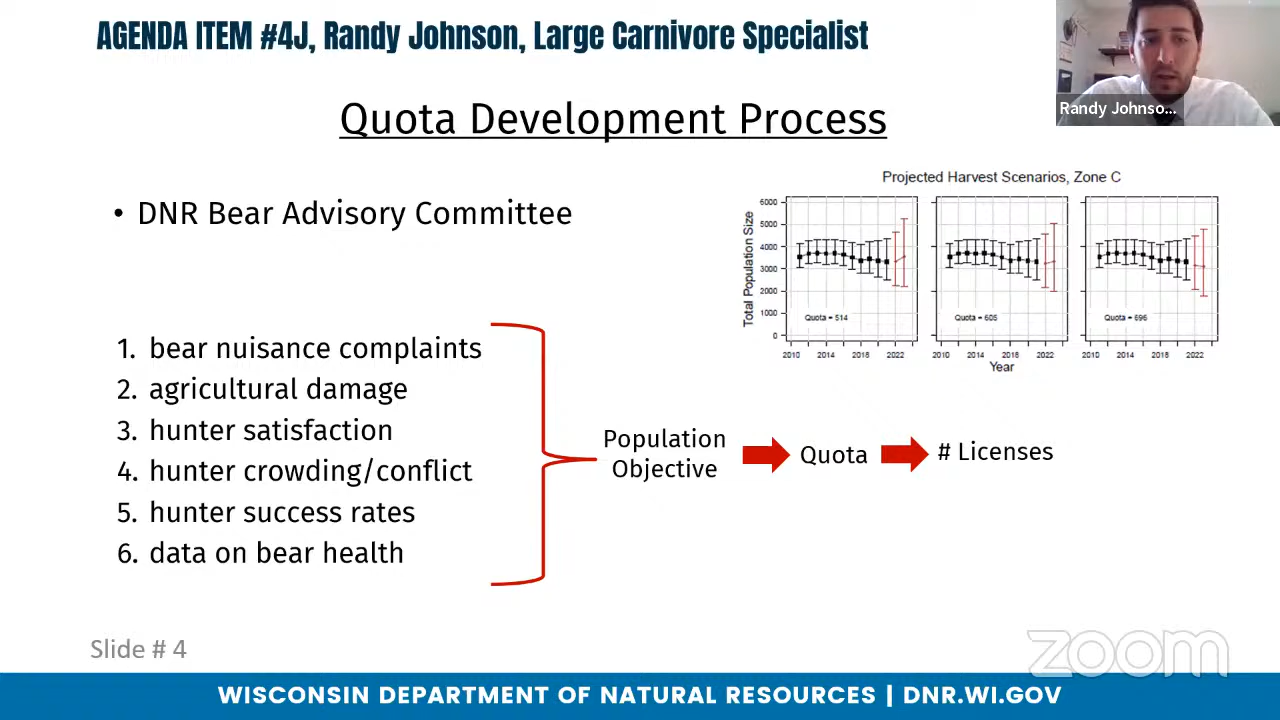 AGENDA ITEM #4J, Randy Johnson, Large Carnivore Specialist
Randy Johnso...
Quota Development Process
• DNR Bear Advisory Committee
Projected Harvest Scenarios, Zone C
Total Population Size
6000
5000
4000
3000
2000
1000
0
Quota = 514
Quota = 605
Quota = 696
2010 2014 2018 2022
2010 2014 2018 2022
2010 2014 2018 2022
Year
1. bear nuisance complaints
2. agricultural damage
3. hunter satisfaction
4. hunter crowding/conflict
5. hunter success rates
6. data on bear health
Population
Objective
Quota
# Licenses
Slide # 4
zoom
WISCONSIN DEPARTMENT OF NATURAL RESOURCES | DNR.WI.GOV